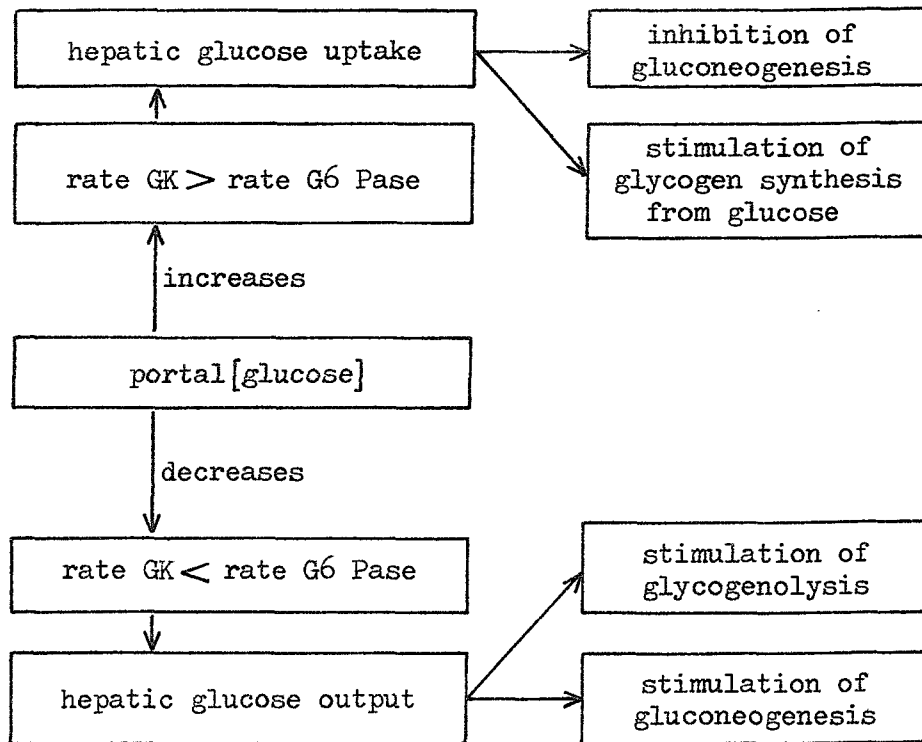 hepatic glucose uptake
inhibition of
gluconeogenesis
rate GK > rate G6 Pase
stimulation of
glycogen synthesis
from glucose
increases
portal [glucose]
decreases
rate GK < rate G6 Pase
stimulation of
glycogenolysis
hepatic glucose output
stimulation of
gluconeogenesis